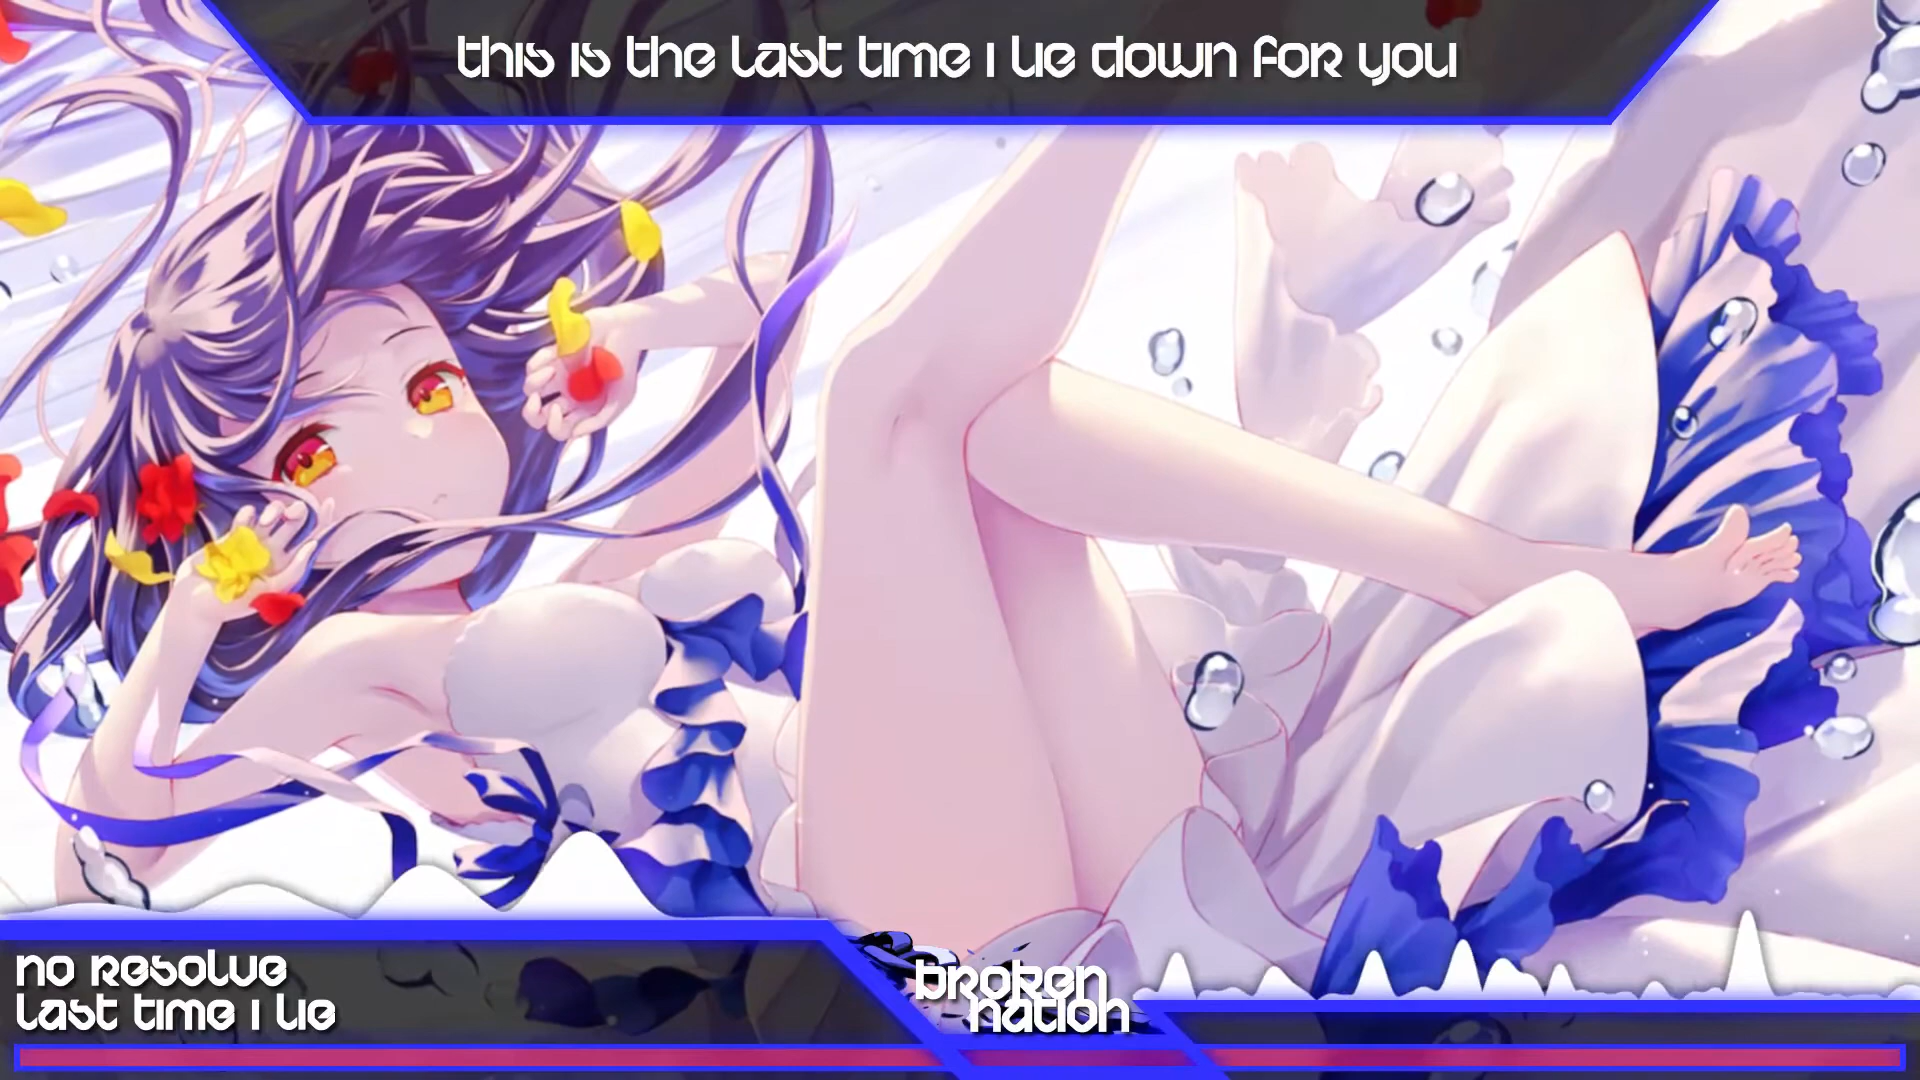 this is the last time i lie down for you
no resolve
last time i lie
broken
nation